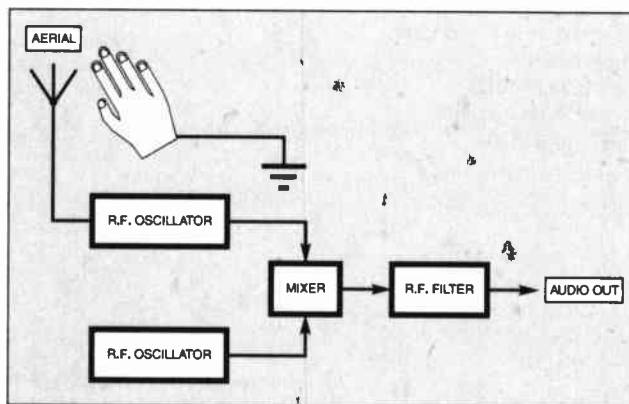 AERIAL
R.F. OSCILLATOR
MIXER
R.F. FILTER
AUDIO OUT
R.F. OSCILLATOR